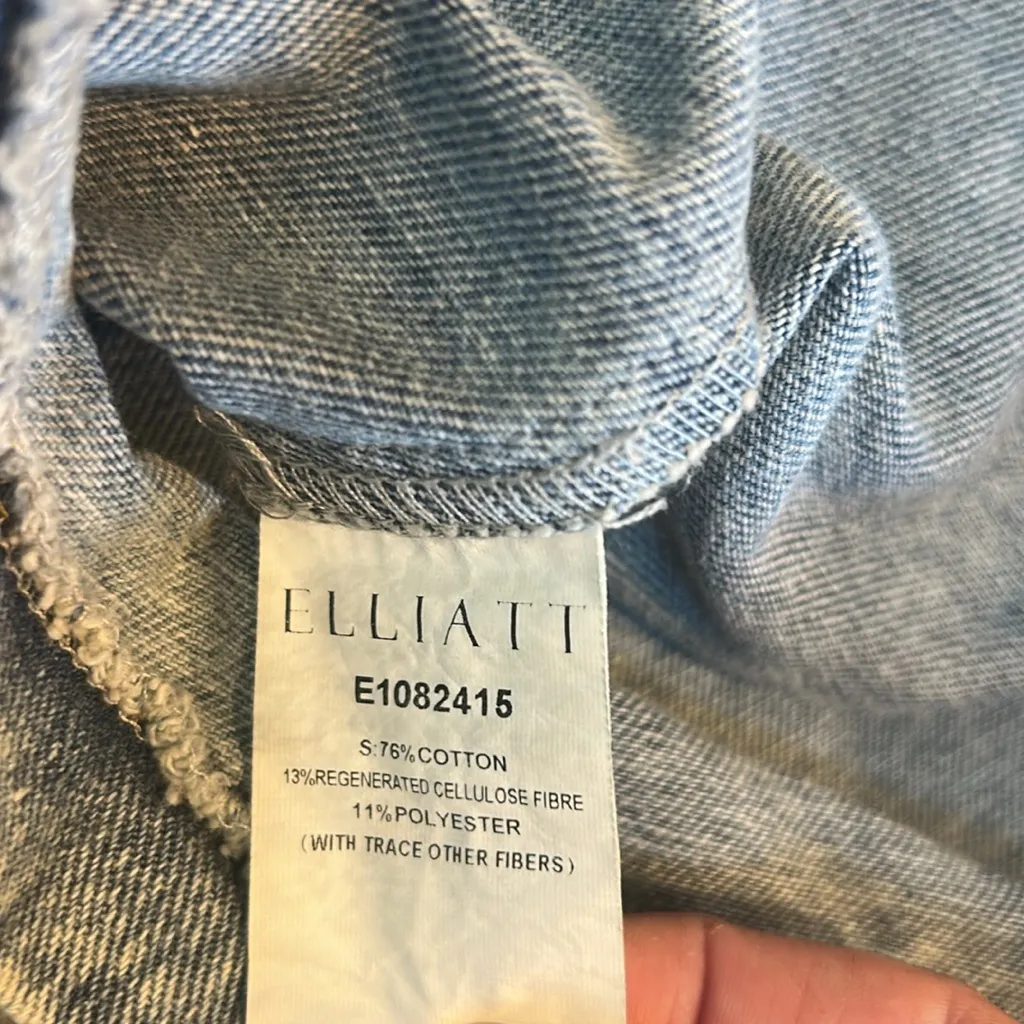 ELLIATT
E1082415
S:76%COTTON
13%REGENERATED CELLULOSE FIBRE
11%POLYESTER
(WITH TRACE OTHER FIBERS)